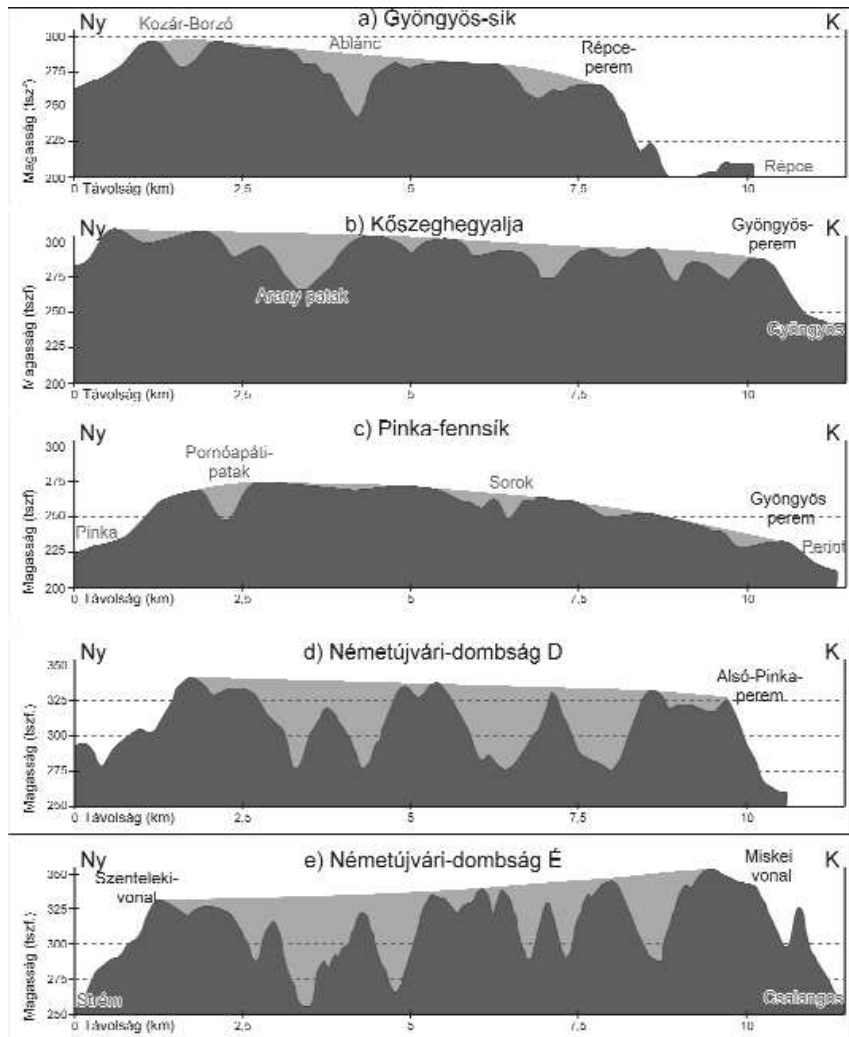 Ny
Kozár-Borzó
a) Gyöngyös-sík
Ablánc
Répce-
perem
K
300
275
250
225
200
Magasság (tszf)
Répce
0 Távolság (km)
2,5
5
7,5
10
Ny
b) Kőszeghegyalja
Gyöngyös-
perem
K
300
275
250
225
200
Magasság (tszf)
Arany patak
Gyöngyös
0 Távolság (km)
2,5
5
7,5
10
Ny
c) Pinka-fennsík
K
Pornóapáti-
patak
Sorok
Gyöngyös
perem
300
275
250
225
200
Magasság (tszf)
Pinka
Perint
0 Távolság (km)
2,5
5
7,5
10
Ny
d) Németújvári-dombság D
K
Alsó-Pinka-
perem
350
325
300
275
250
Magasság (tszf.)
0 Távolság (km)
2,5
5
7,5
10
Ny
e) Németújvári-dombság É
Miskei
vonal
K
Szenteleki-
vonal
350
325
300
275
250
Magasság (tszf.)
Strém
Csalangos
0 Távolság (km)
2,5
5
7,5
10